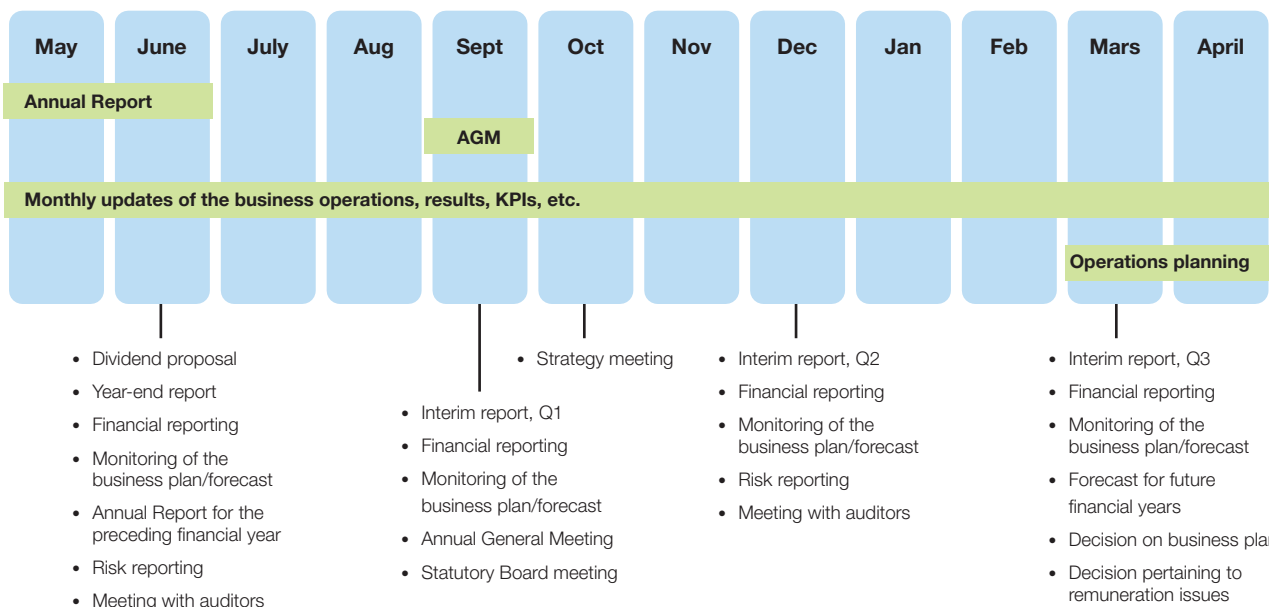 May June July Aug Sept Oct Nov Dec Jan Feb Mars April
Annual Report
AGM
Monthly updates of the business operations, results, KPIs, etc.
Operations planning
• Dividend proposal
• Year-end report
• Financial reporting
• Monitoring of the
business plan/forecast
• Annual Report for the
preceding financial year
• Risk reporting
• Meeting with auditors
• Interim report, Q1
• Financial reporting
• Monitoring of the
business plan/forecast
• Annual General Meeting
• Statutory Board meeting
• Strategy meeting
• Interim report, Q2
• Financial reporting
• Monitoring of the
business plan/forecast
• Risk reporting
• Meeting with auditors
• Interim report, Q3
• Financial reporting
• Monitoring of the
business plan/forecast
• Forecast for future
financial years
• Decision on business
• Decision pertaining to
remuneration issues